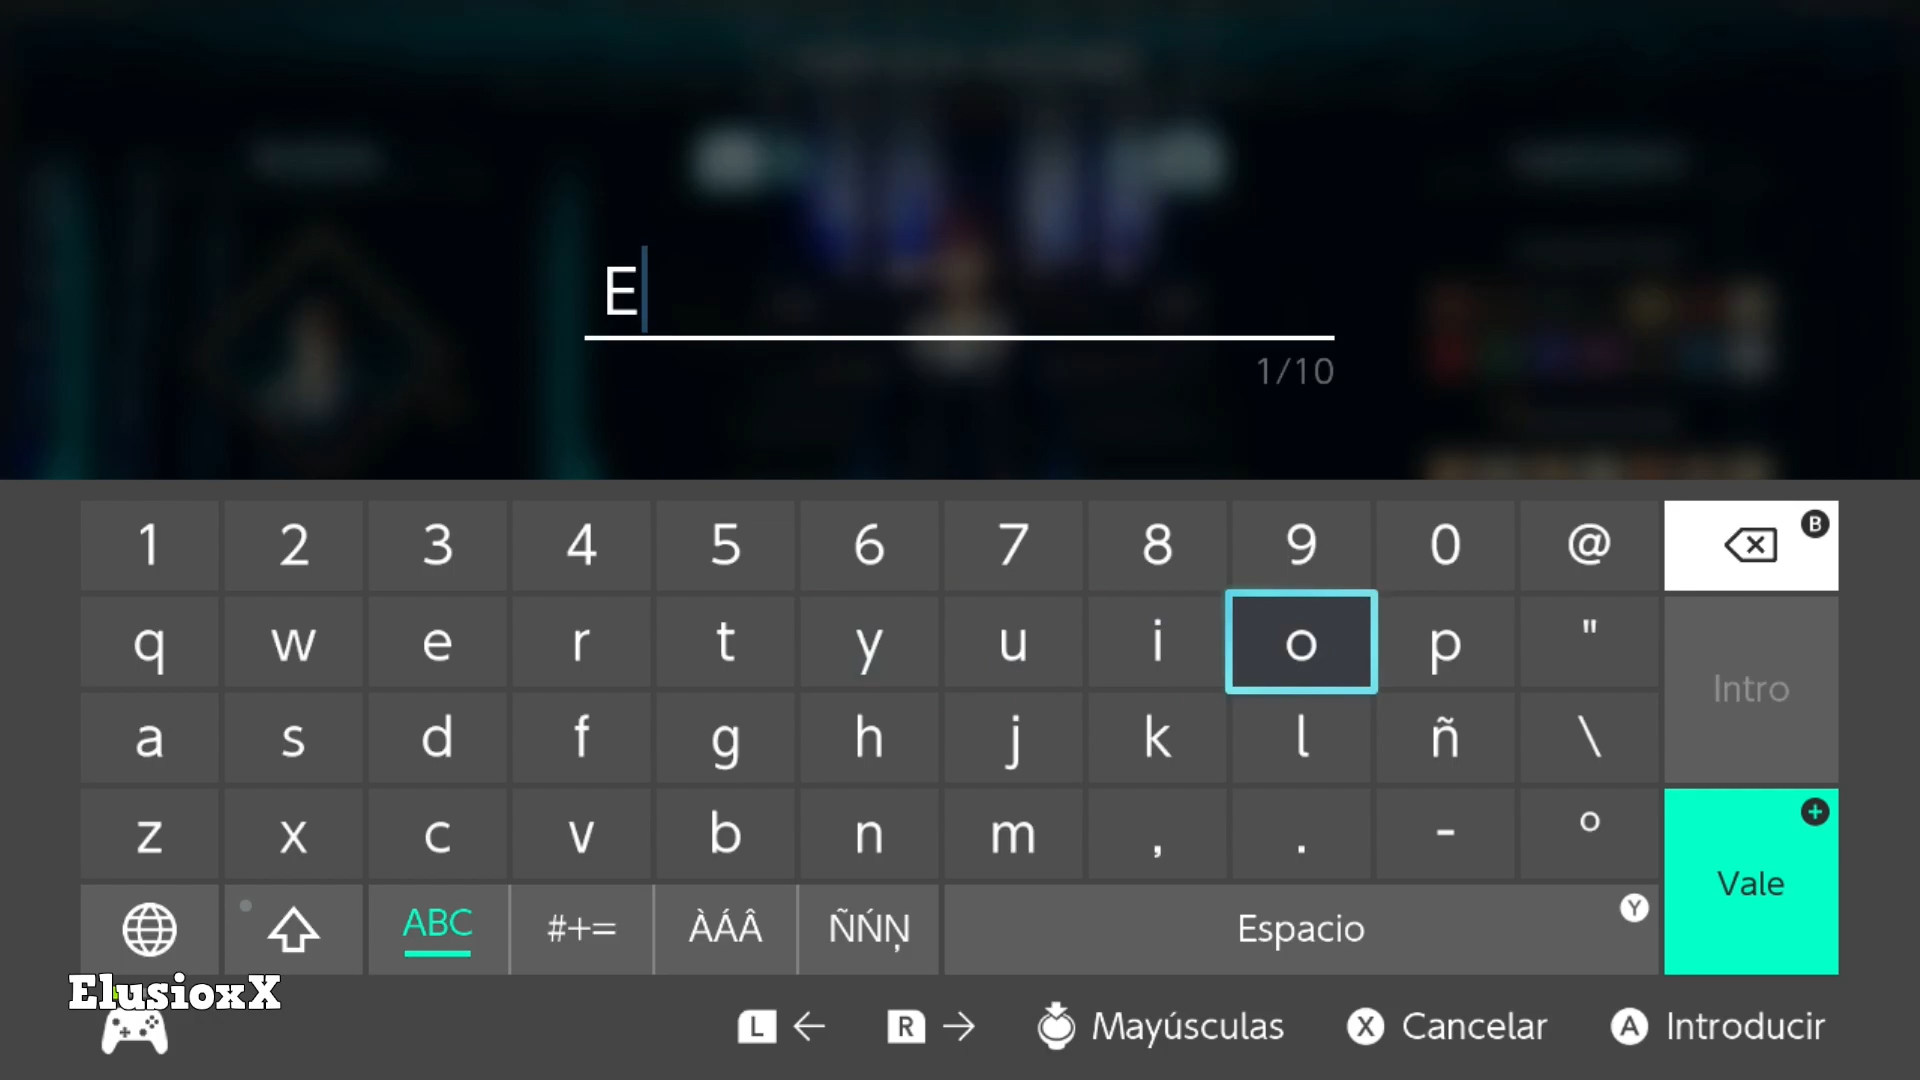 E
1/10
1 2 3 4 5 6 7 8 9 0 @ B
q w e r t y u i o p "
Intro
a s d f g h j k l ñ \
z x c v b n m , . - º
+
Vale
ABC #+= ÀÁÂ ÑŃŅ Espacio Y
ElusioxX
L ← R → Mayúsculas X Cancelar A Introducir